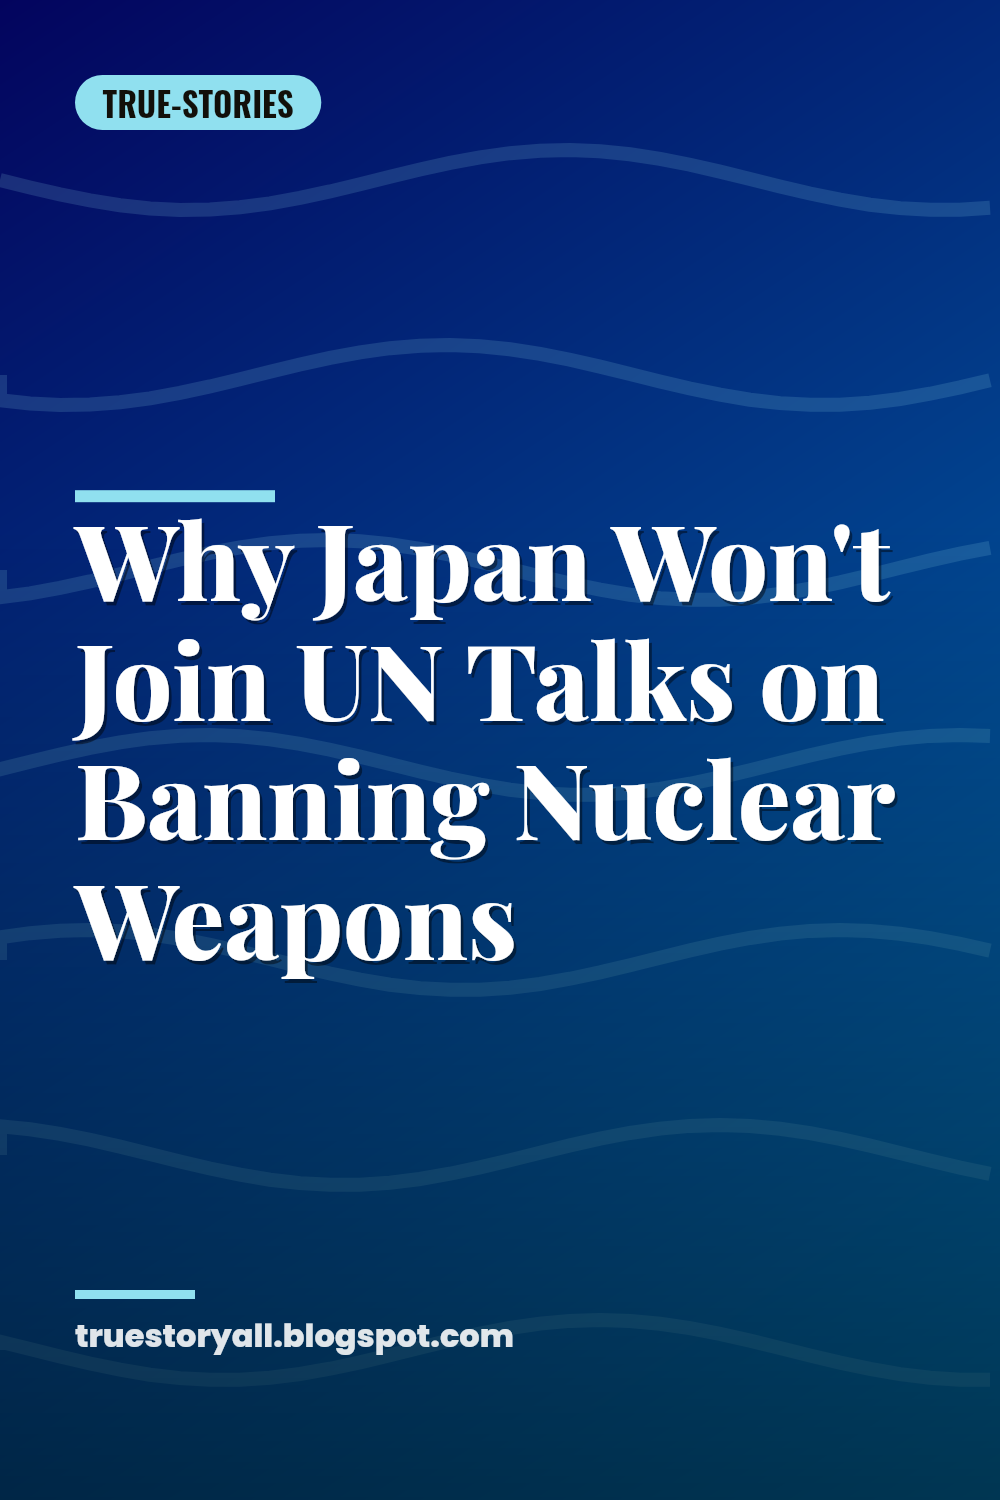 TRUE-STORIES
Why Japan Won't
Join UN Talks on
Banning Nuclear
Weapons
truestoryall.blogspot.com